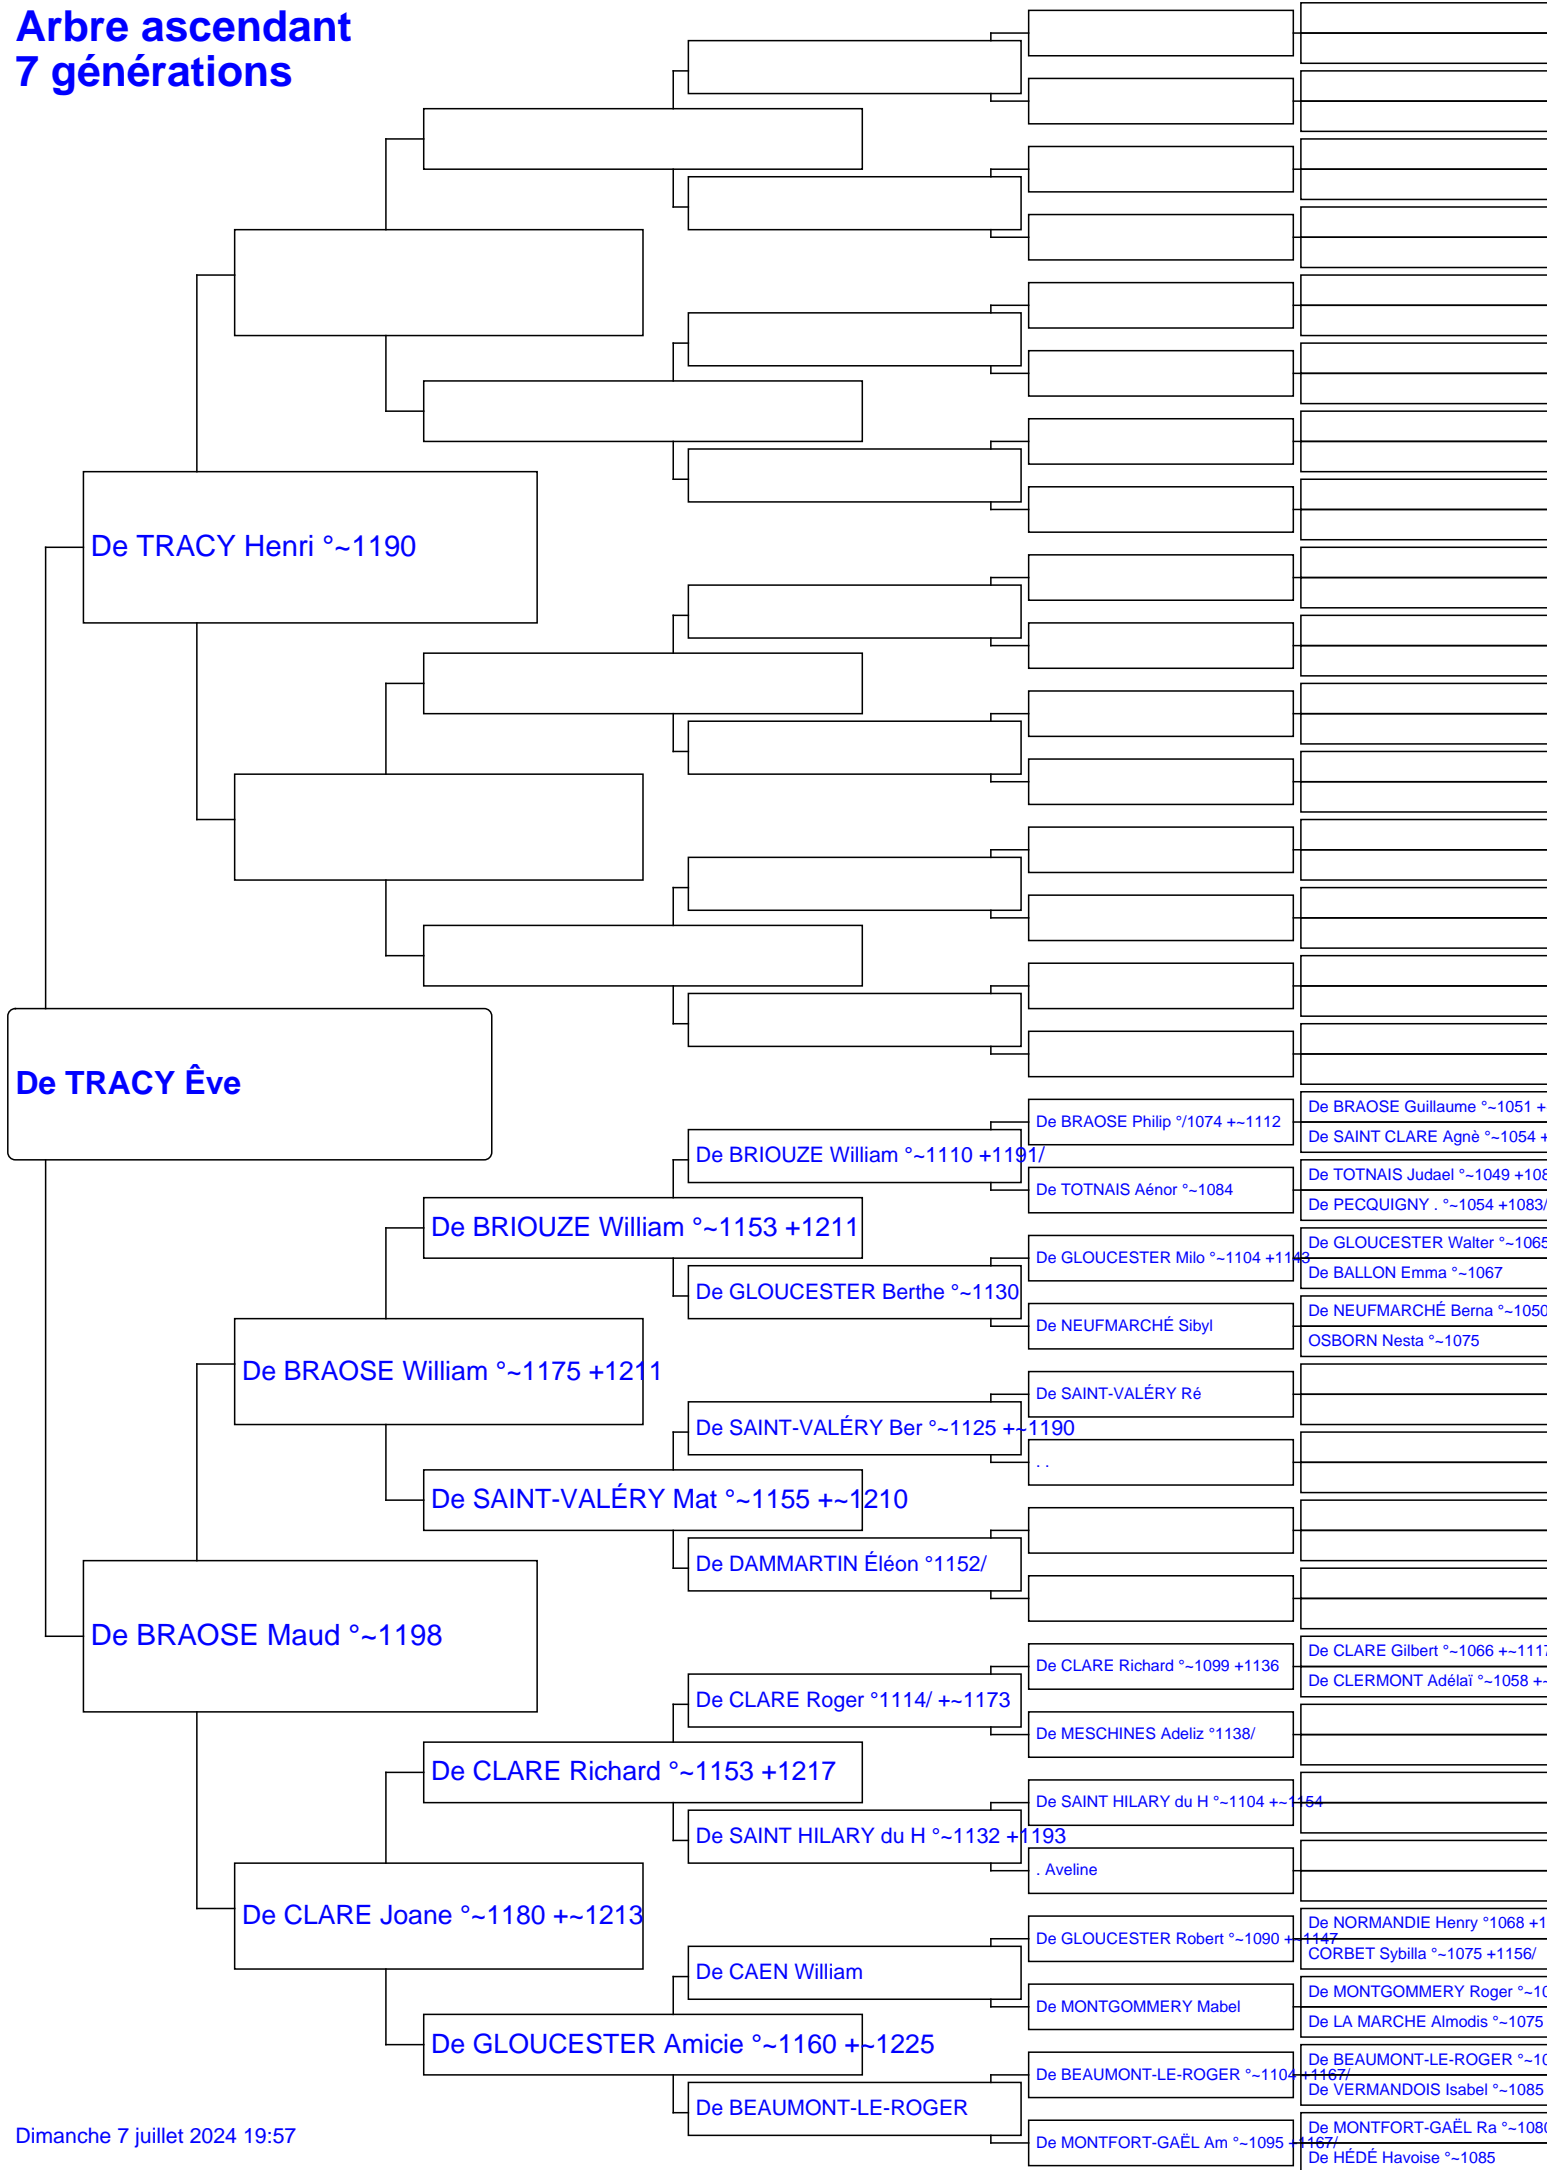 Arbre ascendant
7 générations
De TRACY Henri °~1190
De TRACY Êve
De BRAOSE Philip °/1074 +~1112
De BRAOSE Guillaume °~1051 +
De SAINT CLARE Agnè °~1054 +
De BRIOUZE William °~1110 +1191/
De TOTNAIS Aénor °~1084
De TOTNAIS Judael °~1049 +108
De PECQUIGNY . °~1054 +1083/
De BRIOUZE William °~1153 +1211
De GLOUCESTER Milo °~1104 +1143
De GLOUCESTER Walter °~1065
De BALLON Emma °~1067
De GLOUCESTER Berthe °~1130
De NEUFMARCHÉ Sibyl
De NEUFMARCHÉ Berna °~1050
OSBORN Nesta °~1075
De BRAOSE William °~1175 +1211
De SAINT-VALÉRY Ré
De SAINT-VALÉRY Ber °~1125 +~1190
. .
De SAINT-VALÉRY Mat °~1155 +~1210
De DAMMARTIN Éléon °1152/
De BRAOSE Maud °~1198
De CLARE Richard °~1099 +1136
De CLARE Gilbert °~1066 +~1117
De CLERMONT Adélaï °~1058 +~
De CLARE Roger °1114/ +~1173
De MESCHINES Adeliz °1138/
De CLARE Richard °~1153 +1217
De SAINT HILARY du H °~1104 +~1154
De SAINT HILARY du H °~1132 +1193
. Aveline
De CLARE Joane °~1180 +~1213
De GLOUCESTER Robert °~1090 +~1147
De NORMANDIE Henry °1068 +1
CORBET Sybilla °~1075 +1156/
De CAEN William
De MONTGOMMERY Mabel
De MONTGOMMERY Roger °~10
De LA MARCHE Almodis °~1075
De GLOUCESTER Amicie °~1160 +~1225
De BEAUMONT-LE-ROGER °~1104 +1167/
De BEAUMONT-LE-ROGER °~10
De VERMANDOIS Isabel °~1085
De BEAUMONT-LE-ROGER
De MONTFORT-GAËL Am °~1095 +1167/
De MONTFORT-GAËL Ra °~1080
De HÉDÉ Havoise °~1085
Dimanche 7 juillet 2024 19:57